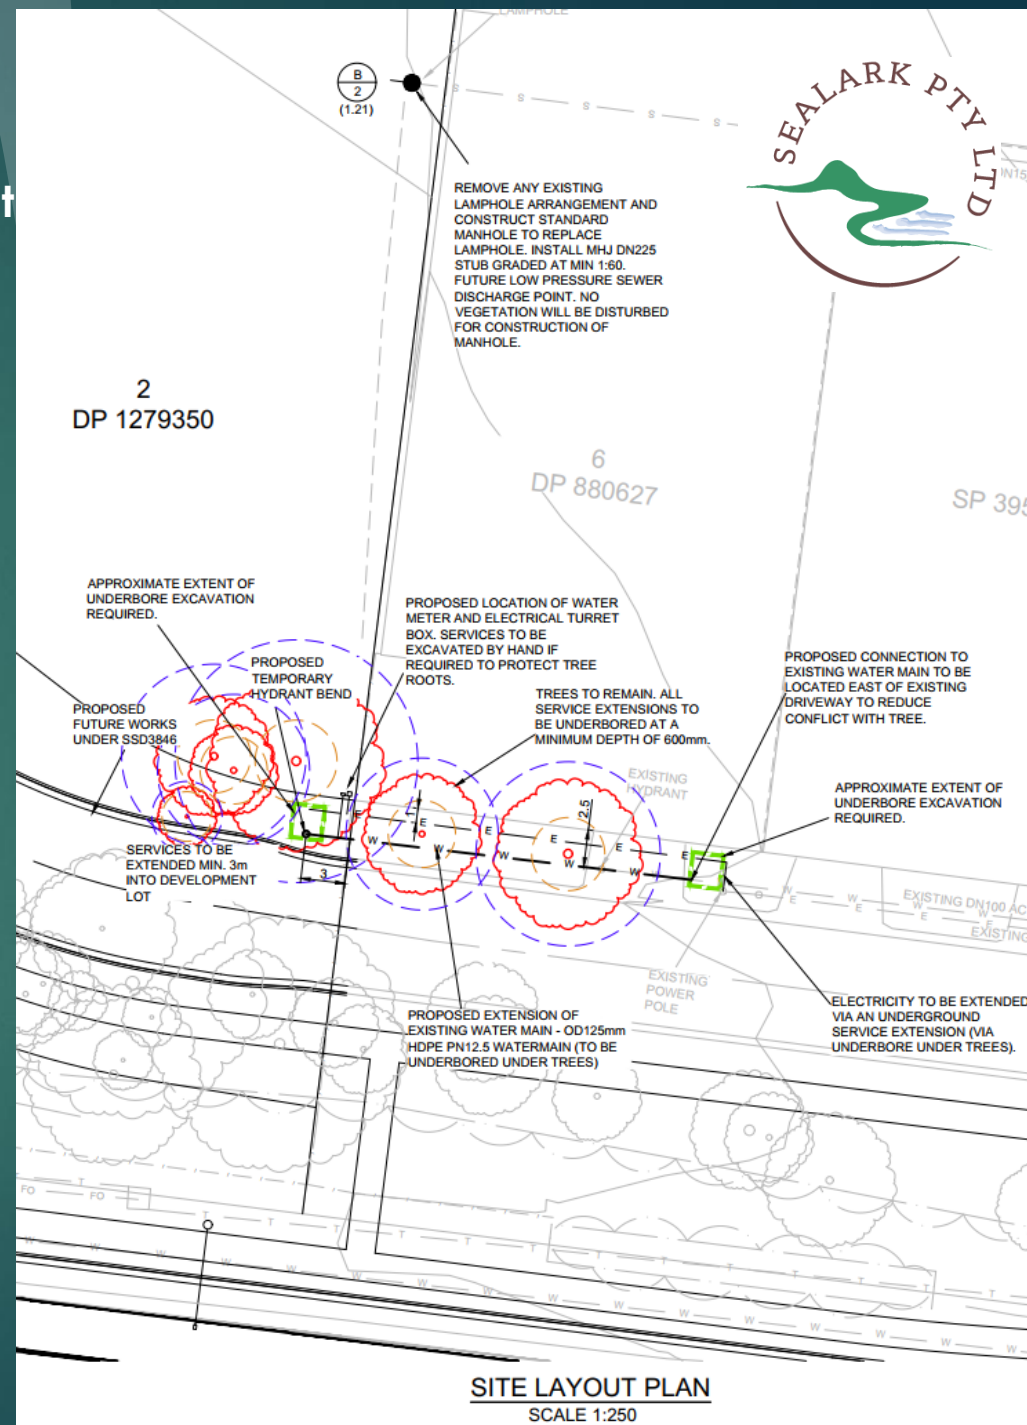 t
LAMPHOLE
B
2
(1.21)
SEALARK PTY LTD
S S S S S
REMOVE ANY EXISTING
LAMPHOLE ARRANGEMENT AND
CONSTRUCT STANDARD
MANHOLE TO REPLACE
LAMPHOLE. INSTALL MHJ DN225
STUB GRADED AT MIN 1:60.
FUTURE LOW PRESSURE SEWER
DISCHARGE POINT. NO
VEGETATION WILL BE DISTURBED
FOR CONSTRUCTION OF
MANHOLE.
2
DP 1279350
6
DP 880627
SP 395
APPROXIMATE EXTENT OF
UNDERBORE EXCAVATION
REQUIRED.
PROPOSED LOCATION OF WATER
METER AND ELECTRICAL TURRET
BOX. SERVICES TO BE
EXCAVATED BY HAND IF
REQUIRED TO PROTECT TREE
ROOTS.
PROPOSED
TEMPORARY
HYDRANT BEND
PROPOSED CONNECTION TO
EXISTING WATER MAIN TO BE
LOCATED EAST OF EXISTING
DRIVEWAY TO REDUCE
CONFLICT WITH TREE.
TREES TO REMAIN. ALL
SERVICE EXTENSIONS TO
BE UNDERBORED AT A
MINIMUM DEPTH OF 600mm.
PROPOSED
FUTURE WORKS
UNDER SSD3846
EXISTING
HYDRANT
APPROXIMATE EXTENT OF
UNDERBORE EXCAVATION
REQUIRED.
2.5
E E E E E E
W W W W W
SERVICES TO BE
EXTENDED MIN. 3m
INTO DEVELOPMENT
LOT
3
EXISTING DN100 AC
EXISTING
W W W W
E E E
EXISTING
POWER
POLE
ELECTRICITY TO BE EXTENDED
VIA AN UNDERGROUND
SERVICE EXTENSION (VIA
UNDERBORE UNDER TREES).
PROPOSED EXTENSION OF
EXISTING WATER MAIN - OD125mm
HDPE PN12.5 WATERMAIN (TO BE
UNDERBORED UNDER TREES)
T T
FO FO
T T T T T T T T T T T T T
W W W W W W W W W W W W W W W W
SITE LAYOUT PLAN
SCALE 1:250